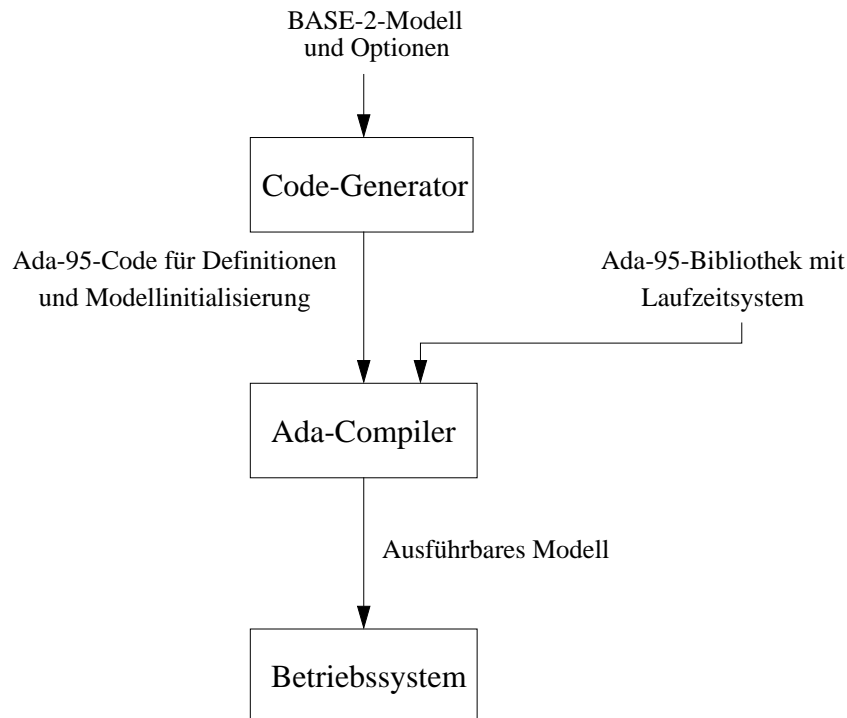 BASE-2-Modell
und Optionen
Code-Generator
Ada-95-Code für Definitionen
und Modellinitialisierung
Ada-95-Bibliothek mit
Laufzeitsystem
Ada-Compiler
Ausführbares Modell
Betriebssystem